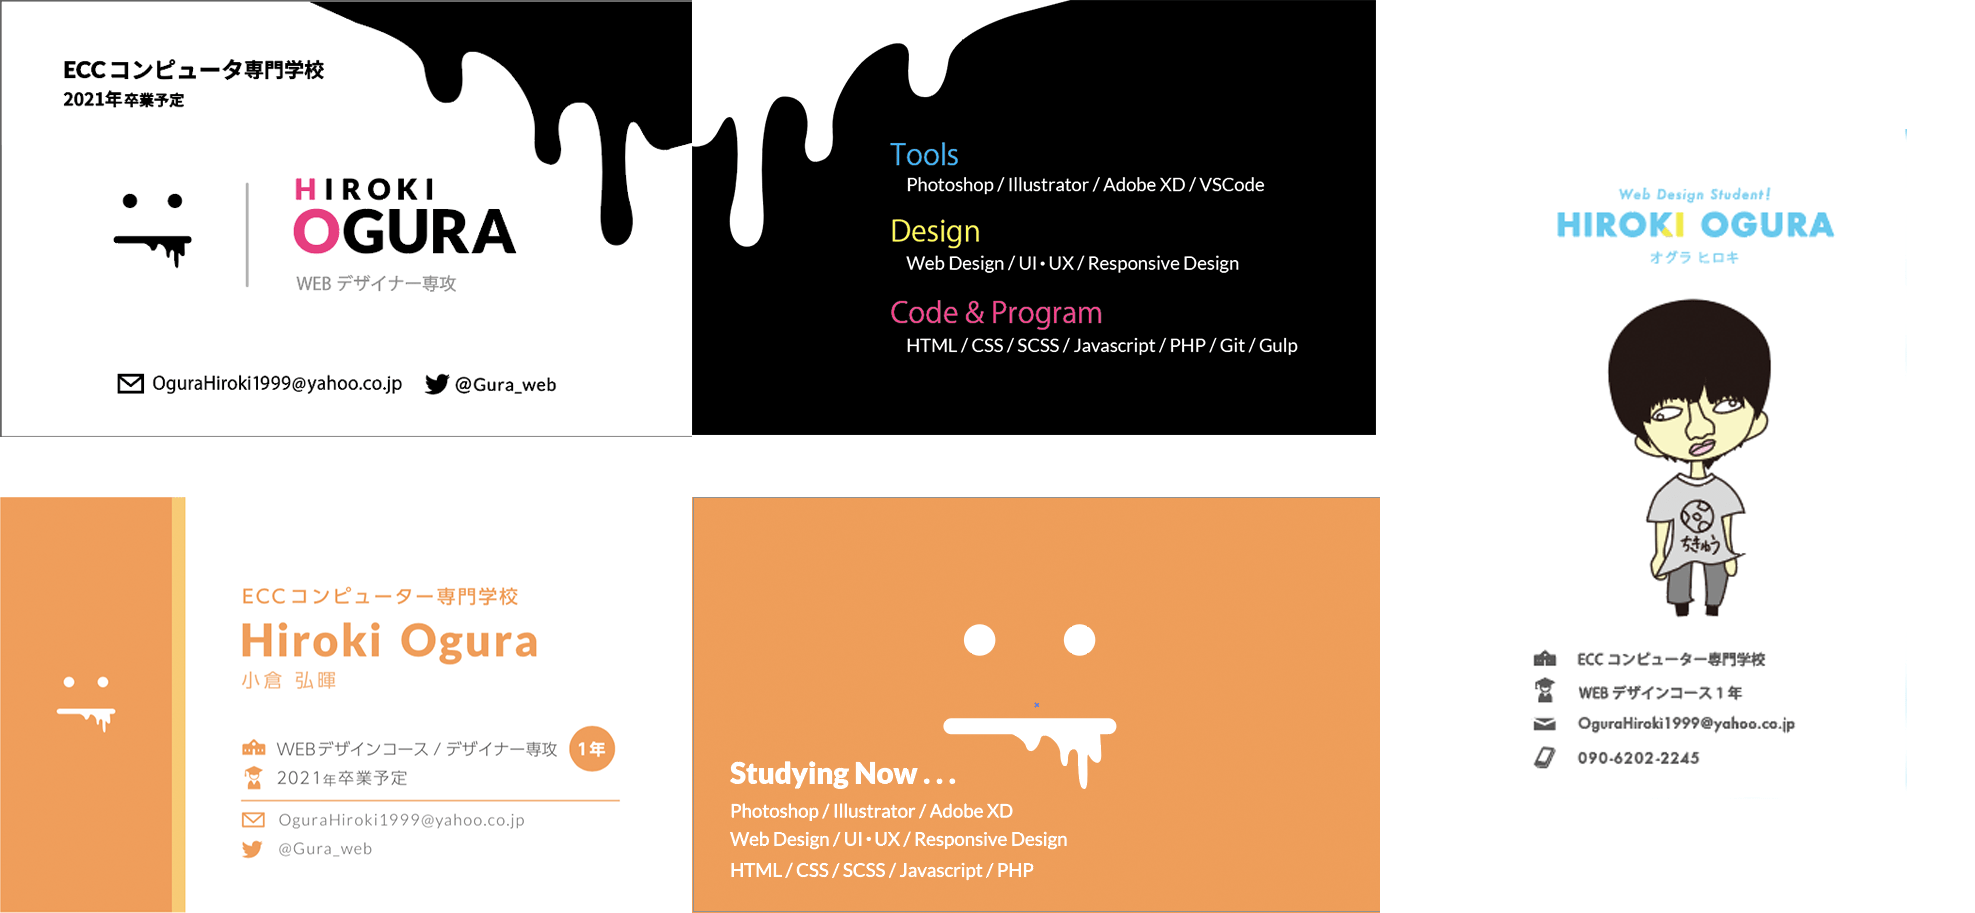 ECCコンピュータ専門学校
2021年卒業予定
HIROKI
OGURA
WEB デザイナー専攻
OguraHiroki1999@yahoo.co.jp @Gura_web
Tools
Photoshop / Illustrator / Adobe XD / VSCode
Design
Web Design / UI・UX / Responsive Design
Code & Program
HTML / CSS / SCSS / Javascript / PHP / Git / Gulp
Web Design Student!
HIROKI OGURA
オグラ ヒロキ
ちきゅう
ECC コンピューター専門学校
WEB デザインコース 1 年
OguraHiroki1999@yahoo.co.jp
090-6202-2245
ECC コンピューター専門学校
Hiroki Ogura
小倉 弘暉
WEBデザインコース / デザイナー専攻 1年
2021年卒業予定
OguraHiroki1999@yahoo.co.jp
@Gura_web
Studying Now . . .
Photoshop / Illustrator / Adobe XD
Web Design / UI・UX / Responsive Design
HTML / CSS / SCSS / Javascript / PHP